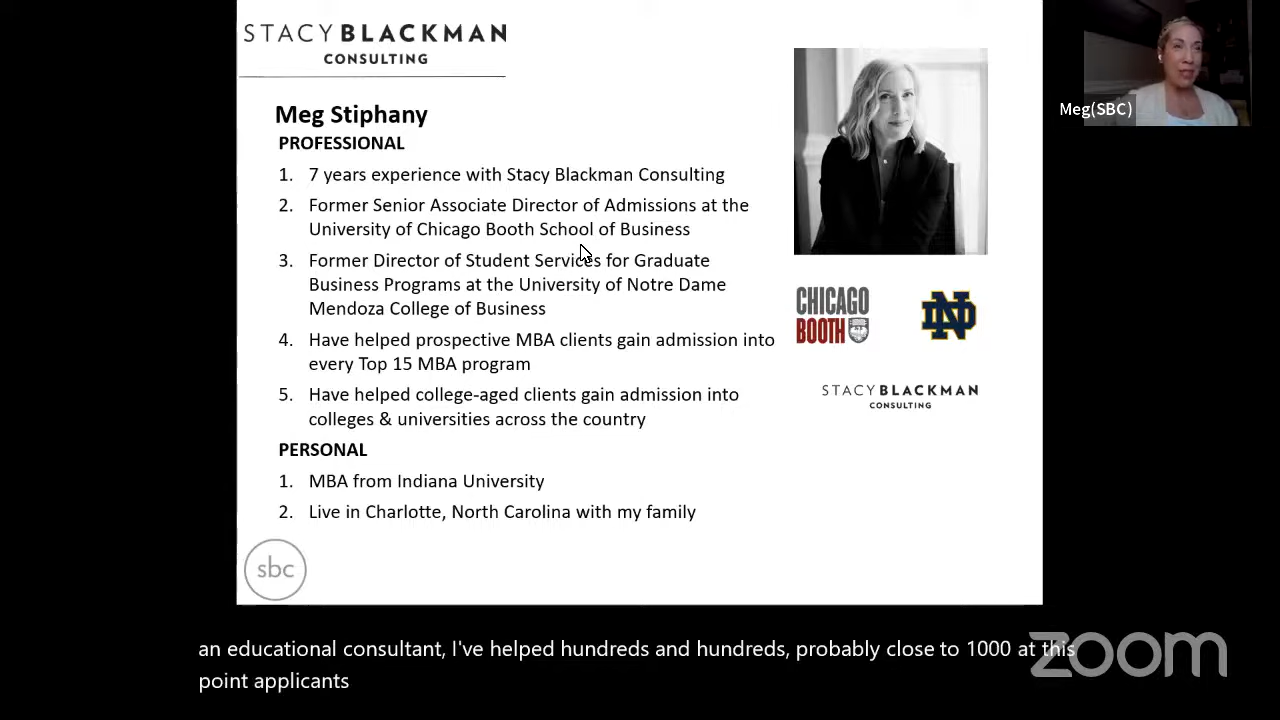 STACY BLACKMAN
CONSULTING
Meg(SBC)
Meg Stiphany
PROFESSIONAL
1. 7 years experience with Stacy Blackman Consulting
2. Former Senior Associate Director of Admissions at the
University of Chicago Booth School of Business
3. Former Director of Student Services for Graduate
Business Programs at the University of Notre Dame
Mendoza College of Business
4. Have helped prospective MBA clients gain admission into
every Top 15 MBA program
5. Have helped college-aged clients gain admission into
colleges & universities across the country
PERSONAL
1. MBA from Indiana University
2. Live in Charlotte, North Carolina with my family
CHICAGO
BOOTH
ND
STACY BLACKMAN
CONSULTING
sbc
an educational consultant, I've helped hundreds and hundreds, probably close to 1000 at this
point applicants
zoom